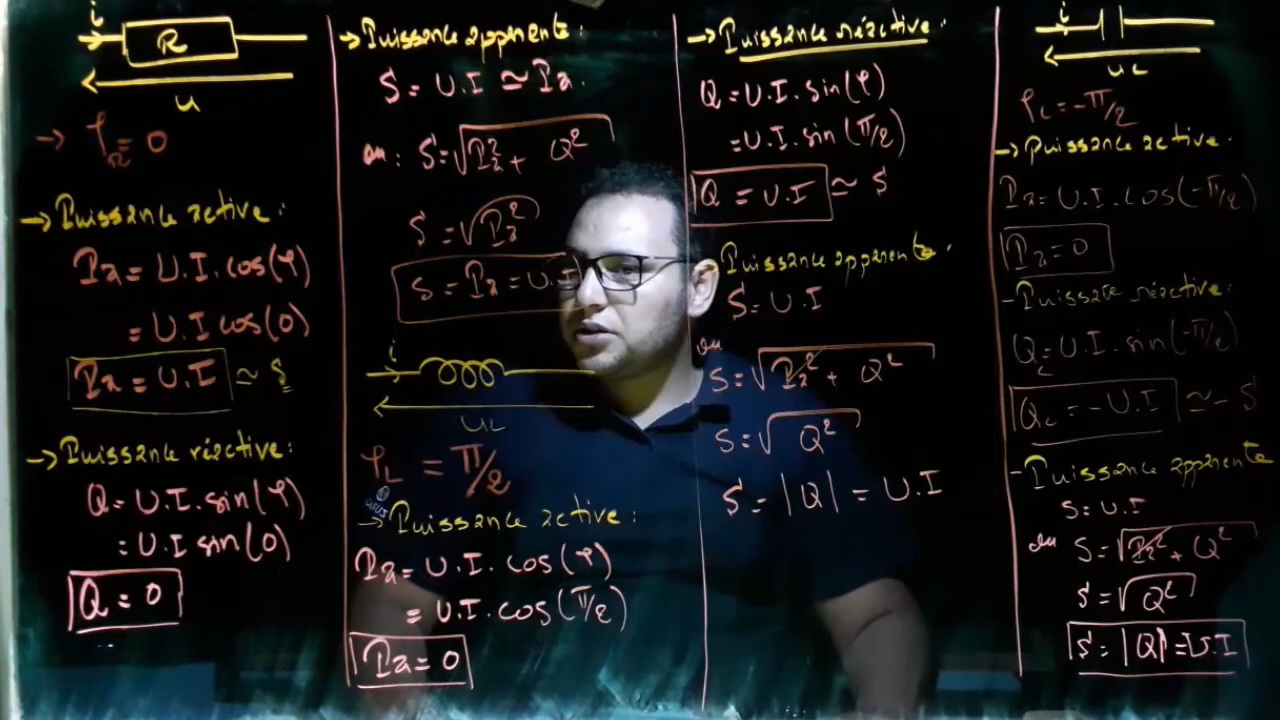 i
R
u
→ φ_R = 0
→ Puissance active :
Pa = U.I.cos(φ)
= U.I cos(0)
Pa = U.I ≃ S
→ Puissance réactive :
Q = U.I.sin(φ)
= U.I sin(0)
Q = 0
→ Puissance apparente :
S = U.I ≃ Pa.
ou : S = √Pa² + Q²
S = √Pa²
S = Pa = U.I
i
UL
φL = π/2
→ Puissance active :
Pa = U.I.cos(φ)
= U.I.cos(π/2)
Pa = 0
→ Puissance réactive :
Q = U.I.sin(φ)
= U.I.sin(π/2)
Q = U.I ≃ S
Puissance apparente :
S = U.I
ou
S = √Pa² + Q²
S = √Q²
S = |Q| = U.I
i
uc
φc = -π/2
→ Puissance active :
Pa = U.I.cos(-π/2)
Pa = 0
- Puissance réactive :
Qc = U.I.sin(-π/2)
Qc = -U.I ≃ -S
- Puissance apparente
S = U.I
ou S = √Pa² + Q²
S = √Q²
S = |Q| = U.I